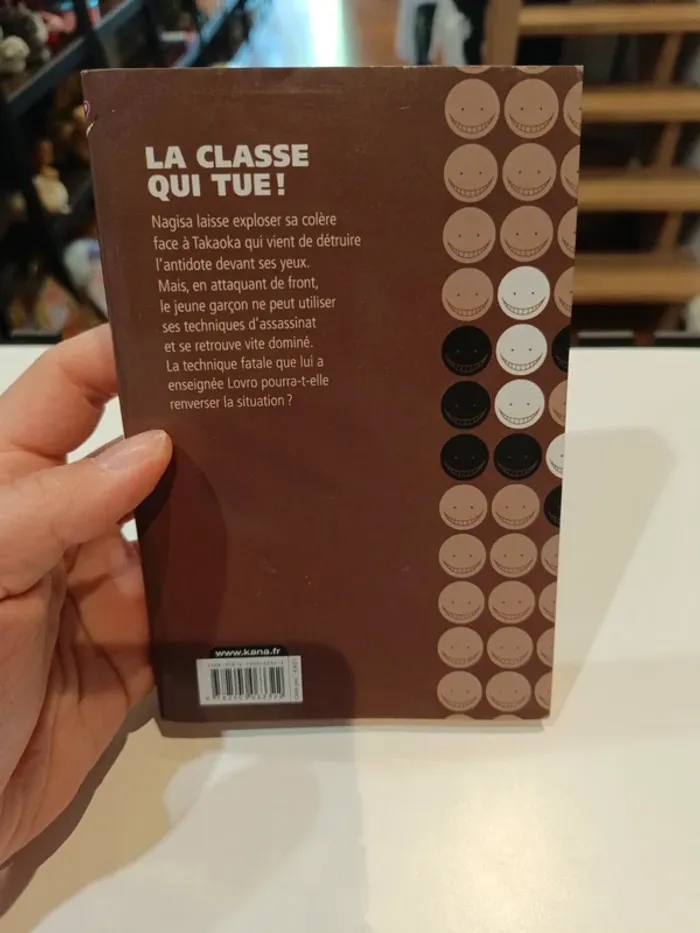 LA CLASSE
QUI TUE !
Nagisa laisse exploser sa colère
face à Takaoka qui vient de détruire
l'antidote devant ses yeux.
Mais, en attaquant de front,
le jeune garçon ne peut utiliser
ses techniques d'assassinat
et se retrouve vite dominé.
La technique fatale que lui a
enseignée Lovro pourra-t-elle
renverser la situation ?
www.kana.fr